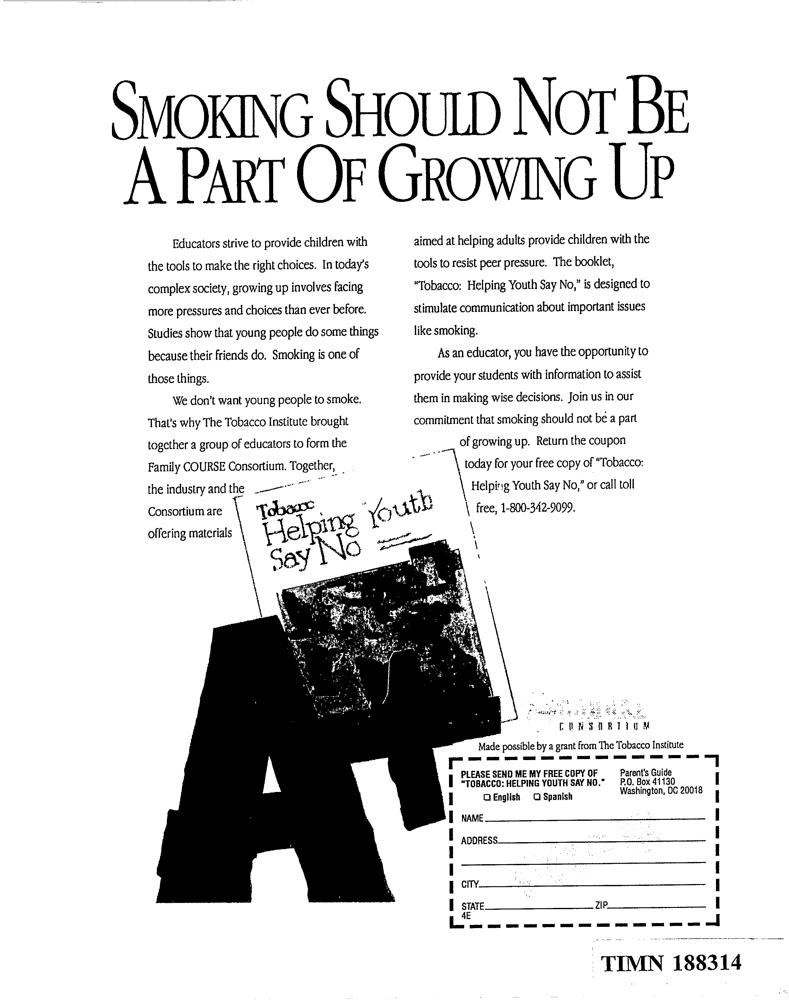 SMOKING SHOULD NOT BE
A PART OF GROWING UP
Educators strive to provide children with
the tools to make the right choices. In today's
complex society, growing up involves facing
more pressures and choices than ever before.
Studies show that young people do some things
because their friends do. Smoking is one of
those things.
We don't want young people to smoke.
That's why The Tobacco Institute brought
together a group of educators to form the
Family COURSE Consortium. Together,
the industry and the
Consortium are
offering materials
aimed at helping adults provide children with the
tools to resist peer pressure. The booklet,
"Tobacco: Helping Youth Say No," is designed to
stimulate communication about important issues
like smoking.
As an educator, you have the opportunity to
provide your students with information to assist
them in making wise decisions. Join us in our
commitment that smoking should not be a part
of growing up. Return the coupon
today for your free copy of "Tobacco:
Helping Youth Say No," or call toll
free, 1-800-342-9099.
Tobacco
Helping Youth
Say No
CONSORTIUM
Made possible by a grant from The Tobacco Institute
PLEASE SEND ME MY FREE COPY OF
"TOBACCO: HELPING YOUTH SAY NO."
English Spanish
Parent's Guide
P.O. Box 41130
Washington, DC 20018
NAME
ADDRESS
CITY
STATE ZIP
4E
TIMN 188314